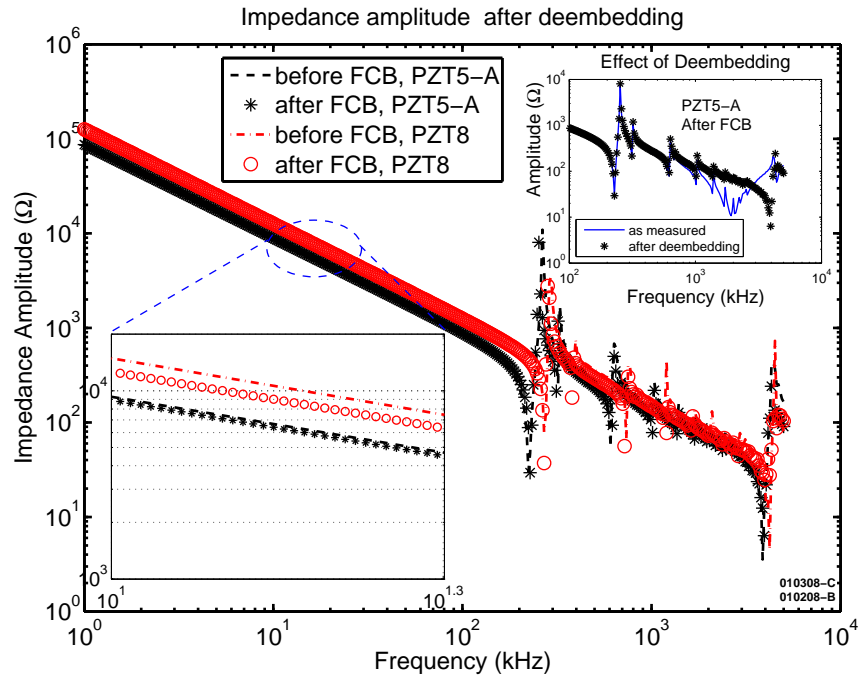 Impedance amplitude after deembedding
Impedance Amplitude (Ω)
10^6
10^5
10^4
10^3
10^2
10^1
10^0
before FCB, PZT5−A
after FCB, PZT5−A
before FCB, PZT8
after FCB, PZT8
Effect of Deembedding
Amplitude (Ω)
10^4
10^3
10^2
10^1
10^0
PZT5−A
After FCB
as measured
after deembedding
10^2
10^3
10^4
Frequency (kHz)
10^4
10^3
10^1
10^1.3
010308−C
010208−B
10^0
10^1
10^2
10^3
10^4
Frequency (kHz)